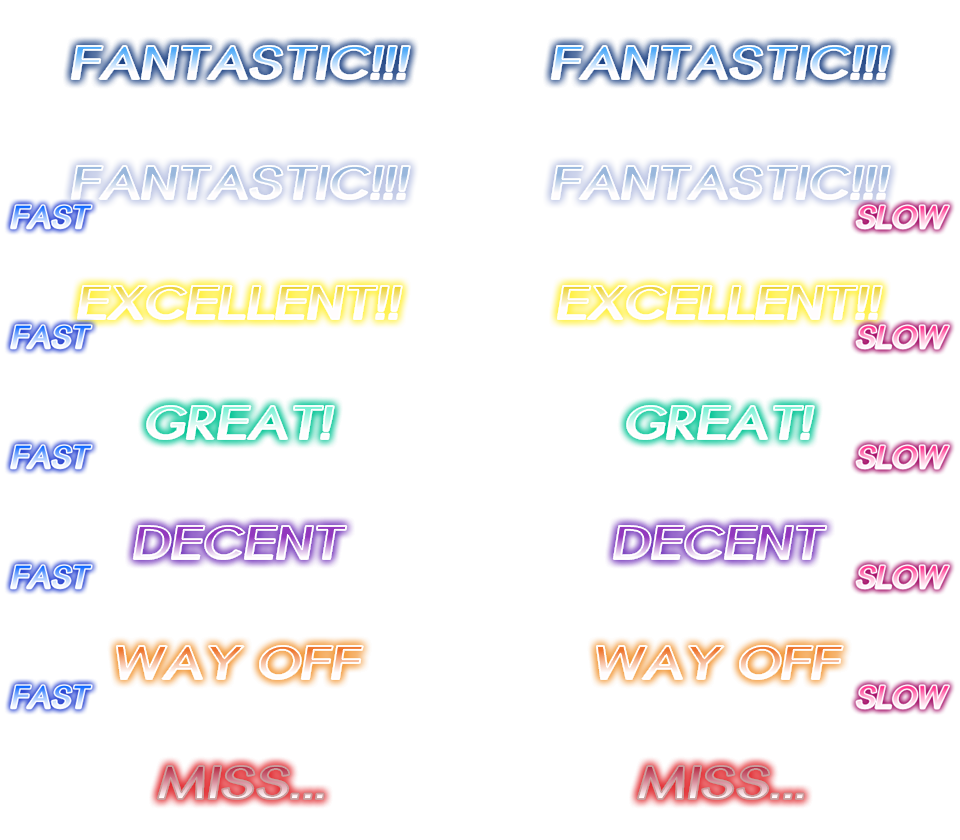 FANTASTIC!!! FANTASTIC!!!
FANTASTIC!!! FANTASTIC!!!
FAST SLOW
EXCELLENT!! EXCELLENT!!
FAST SLOW
GREAT! GREAT!
FAST SLOW
DECENT DECENT
FAST SLOW
WAY OFF WAY OFF
FAST SLOW
MISS... MISS...